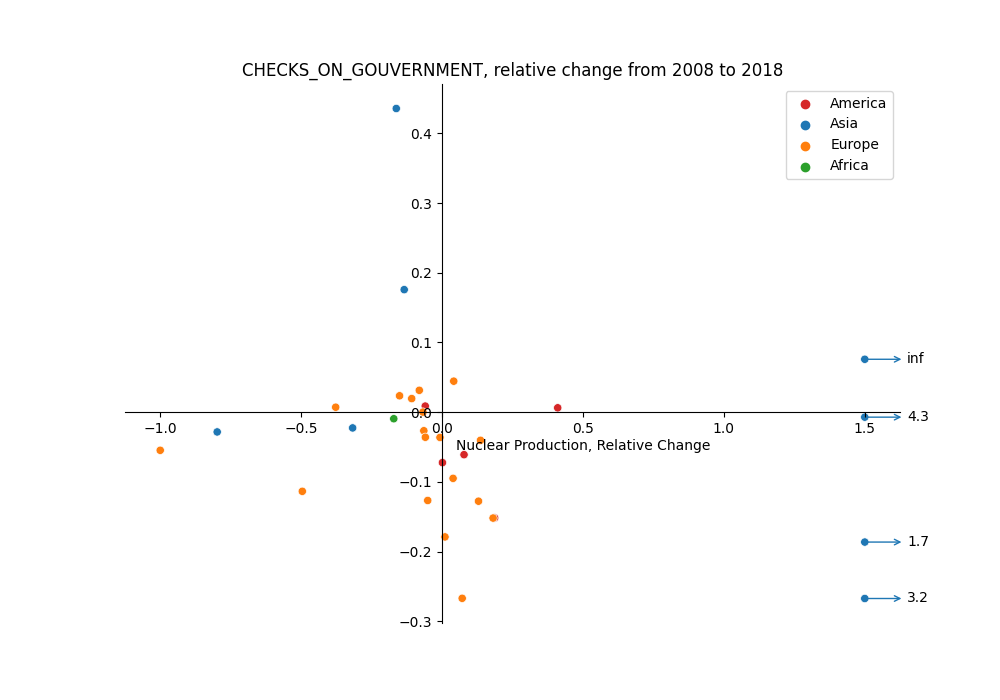 CHECKS_ON_GOUVERNMENT, relative change from 2008 to 2018
America
Asia
Europe
Africa
0.4
0.3
0.2
0.1
0.0
−0.1
−0.2
−0.3
−1.0
−0.5
0.0
0.5
1.0
1.5
Nuclear Production, Relative Change
inf
4.3
1.7
3.2